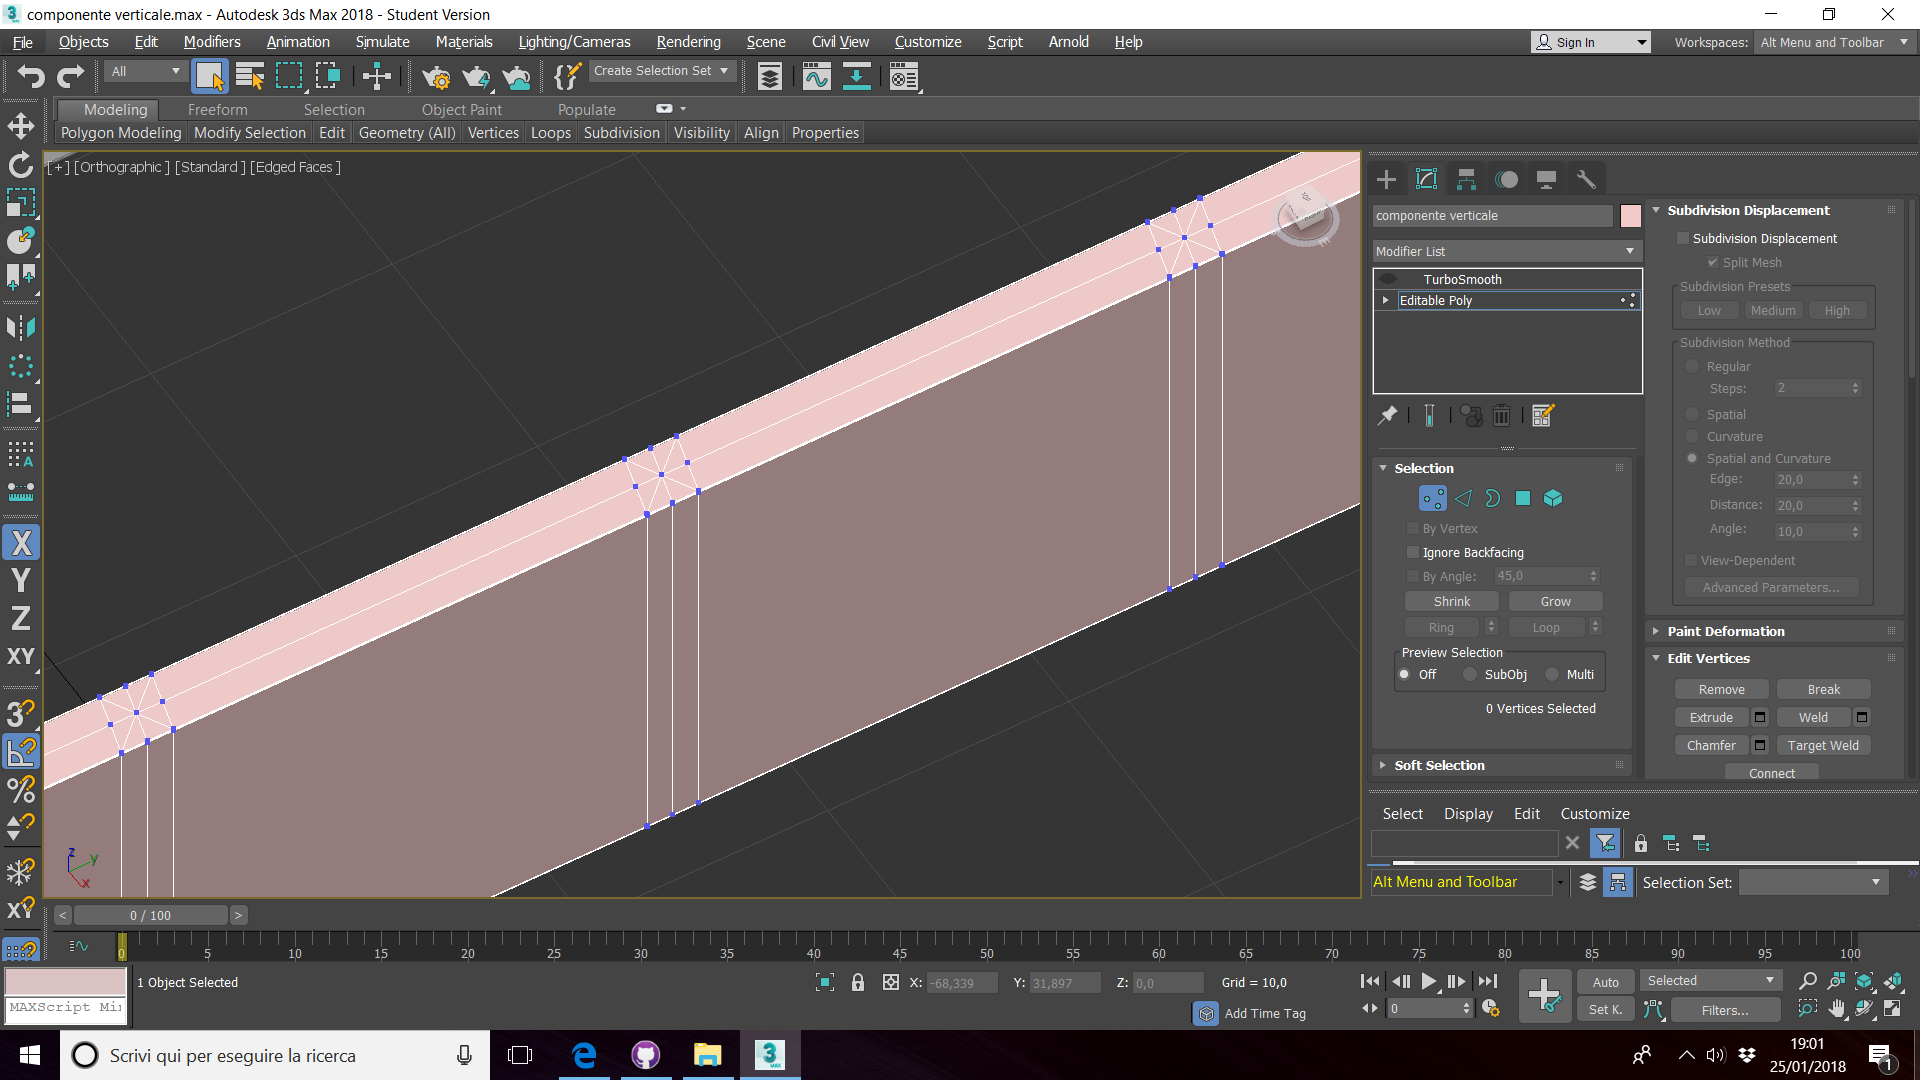 componente verticale.max - Autodesk 3ds Max 2018 - Student Version
File Objects Edit Modifiers Animation Simulate Materials Lighting/Cameras Rendering Scene Civil View Customize Script Arnold Help Sign In Workspaces: Alt Menu and Toolbar
All Create Selection Set
Modeling Freeform Selection Object Paint Populate
Polygon Modeling Modify Selection Edit Geometry (All) Vertices Loops Subdivision Visibility Align Properties
[+] [Orthographic ] [Standard ] [Edged Faces ]
TOP
X
Y
Z
XY
3
%
XY
z y x
componente verticale
Modifier List
TurboSmooth
Editable Poly
Selection
By Vertex
Ignore Backfacing
By Angle: 45,0
Shrink Grow
Ring Loop
Preview Selection
Off SubObj Multi
0 Vertices Selected
Soft Selection
Subdivision Displacement
Subdivision Displacement
Split Mesh
Subdivision Presets
Low Medium High
Subdivision Method
Regular
Steps: 2
Spatial
Curvature
Spatial and Curvature
Edge: 20,0
Distance: 20,0
Angle: 10,0
View-Dependent
Advanced Parameters...
Paint Deformation
Edit Vertices
Remove Break
Extrude Weld
Chamfer Target Weld
Connect
Select Display Edit Customize
Alt Menu and Toolbar Selection Set:
< 0 / 100 >
0 5 10 15 20 25 30 35 40 45 50 55 60 65 70 75 80 85 90 95 100
1 Object Selected X: -68,339 Y: 31,897 Z: 0,0 Grid = 10,0 Auto Selected
MAXScript Mi
Add Time Tag 0 Set K. Filters...
Scrivi qui per eseguire la ricerca
3
MAX
19:01
25/01/2018
1